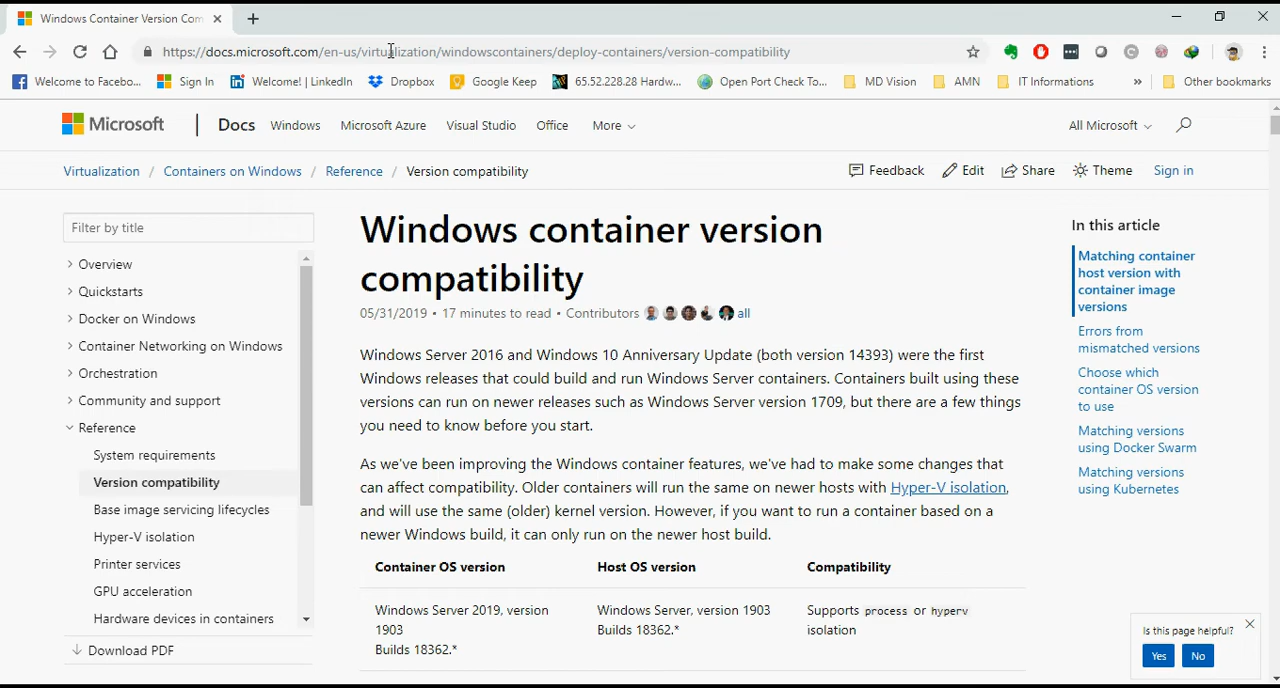 Windows Container Version Com
https://docs.microsoft.com/en-us/virtualization/windowscontainers/deploy-containers/version-compatibility
Welcome to Facebo... Sign In Welcome! | LinkedIn Dropbox Google Keep 65.52.228.28 Hardw... Open Port Check To... MD Vision AMN IT Informations » Other bookmarks
Microsoft | Docs Windows Microsoft Azure Visual Studio Office More All Microsoft
Virtualization / Containers on Windows / Reference / Version compatibility Feedback Edit Share Theme Sign in
Filter by title
Overview
Quickstarts
Docker on Windows
Container Networking on Windows
Orchestration
Community and support
Reference
System requirements
Version compatibility
Base image servicing lifecycles
Hyper-V isolation
Printer services
GPU acceleration
Hardware devices in containers
Download PDF
Windows container version
compatibility
05/31/2019 • 17 minutes to read • Contributors all
Windows Server 2016 and Windows 10 Anniversary Update (both version 14393) were the first
Windows releases that could build and run Windows Server containers. Containers built using these
versions can run on newer releases such as Windows Server version 1709, but there are a few things
you need to know before you start.
As we've been improving the Windows container features, we've had to make some changes that
can affect compatibility. Older containers will run the same on newer hosts with Hyper-V isolation,
and will use the same (older) kernel version. However, if you want to run a container based on a
newer Windows build, it can only run on the newer host build.
Container OS version Host OS version Compatibility
Windows Server 2019, version Windows Server, version 1903 Supports process or hyperv
1903 Builds 18362.* isolation
Builds 18362.*
In this article
Matching container
host version with
container image
versions
Errors from
mismatched versions
Choose which
container OS version
to use
Matching versions
using Docker Swarm
Matching versions
using Kubernetes
Is this page helpful?
Yes No